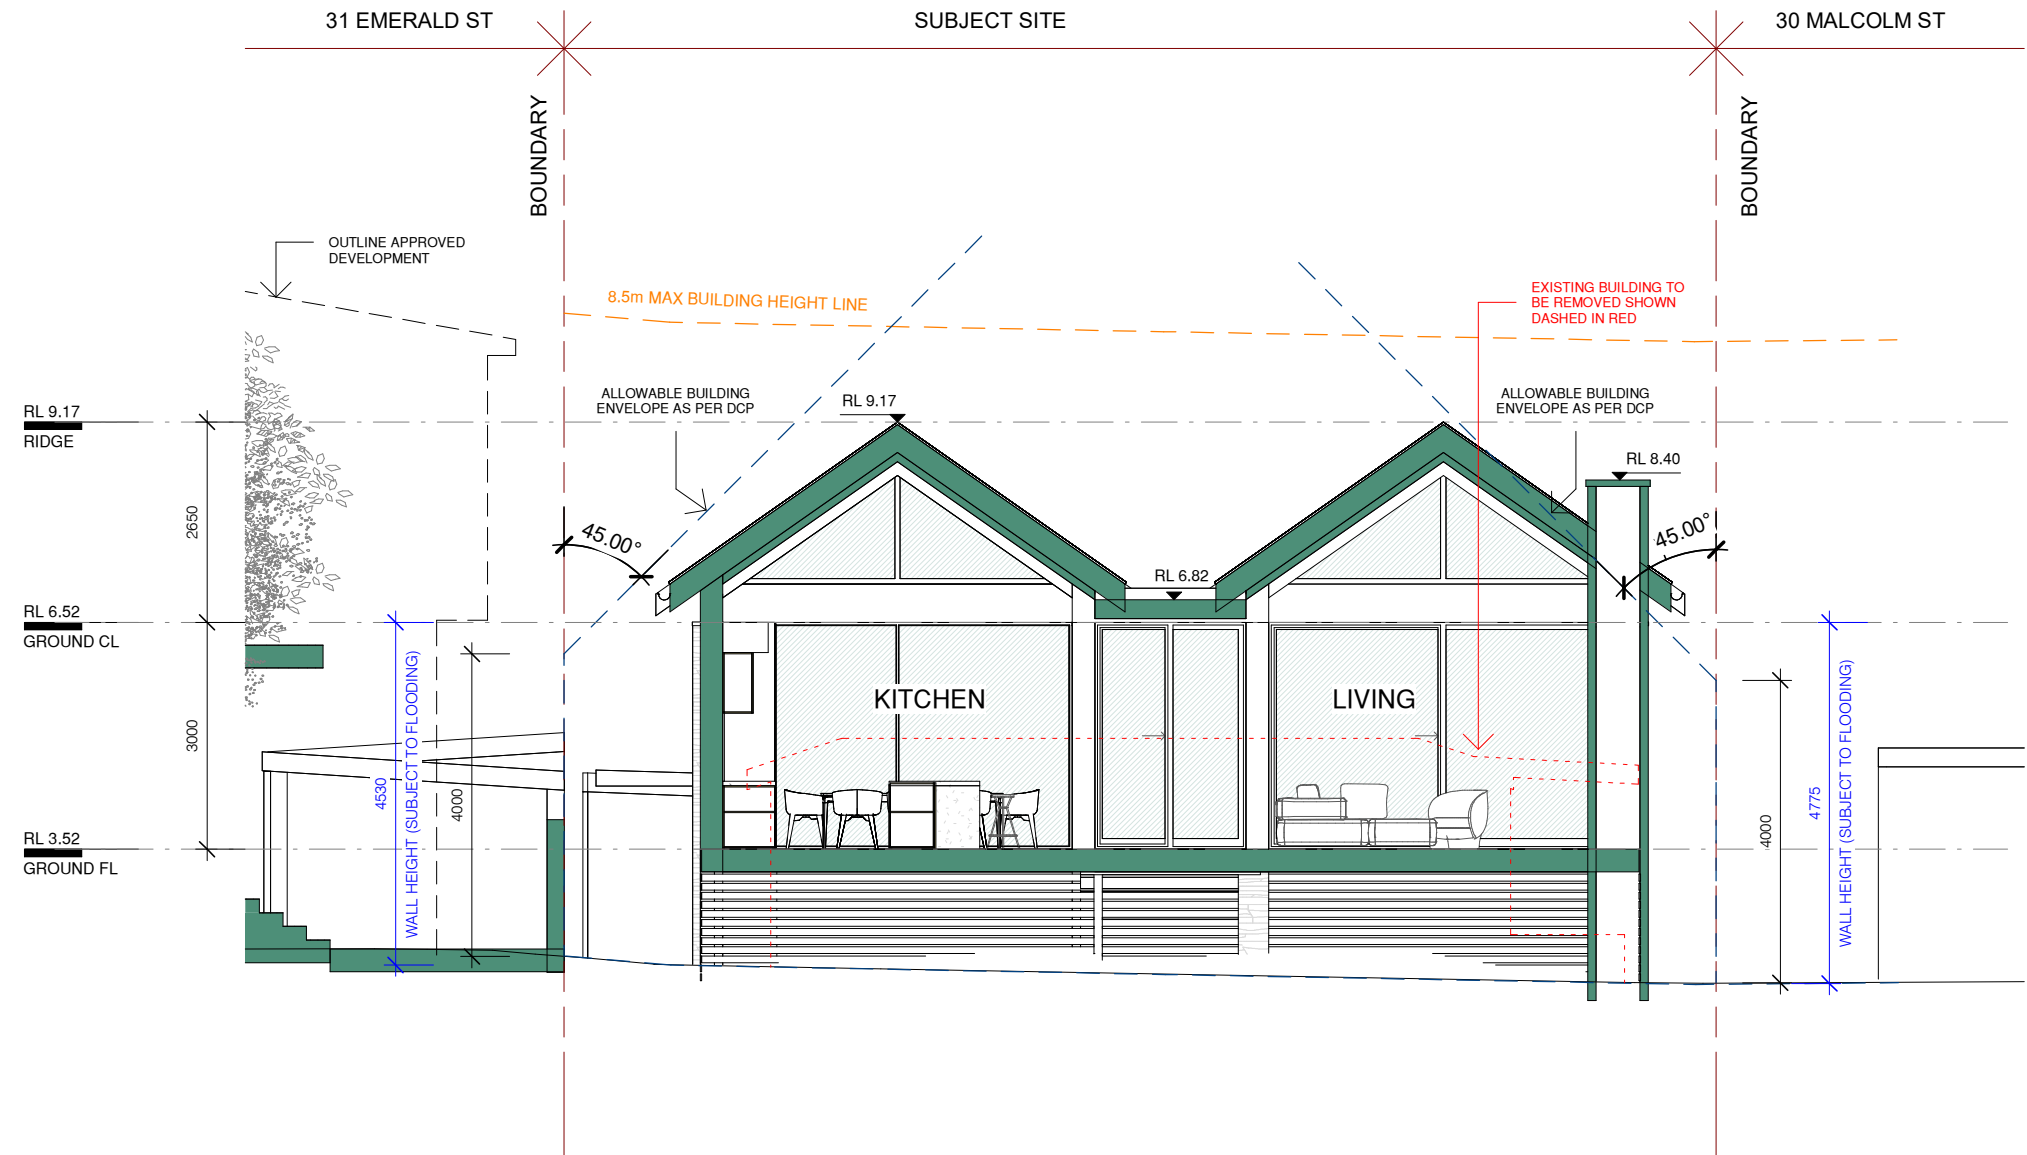 31 EMERALD ST
SUBJECT SITE
30 MALCOLM ST
BOUNDARY
BOUNDARY
OUTLINE APPROVED
DEVELOPMENT
8.5m MAX BUILDING HEIGHT LINE
EXISTING BUILDING TO
BE REMOVED SHOWN
DASHED IN RED
ALLOWABLE BUILDING
ENVELOPE AS PER DCP
RL 9.17
ALLOWABLE BUILDING
ENVELOPE AS PER DCP
RL 9.17
RIDGE
RL 8.40
2650
45.00°
45.00°
RL 6.82
RL 6.52
GROUND CL
KITCHEN
LIVING
3000
4530
WALL HEIGHT (SUBJECT TO FLOODING)
4000
4000
4775
WALL HEIGHT (SUBJECT TO FLOODING)
RL 3.52
GROUND FL